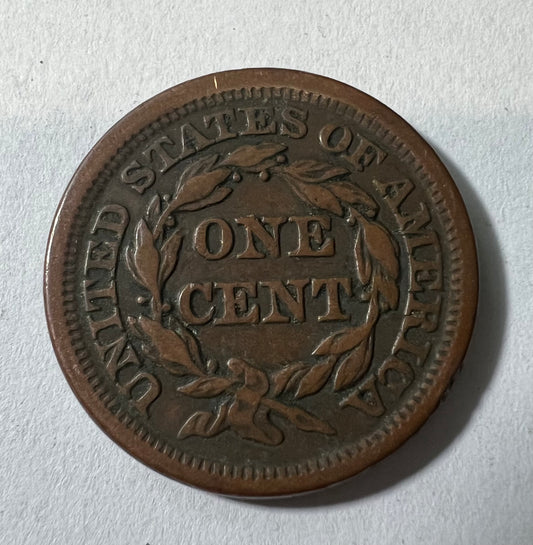 UNITED STATES OF AMERICA
ONE
CENT